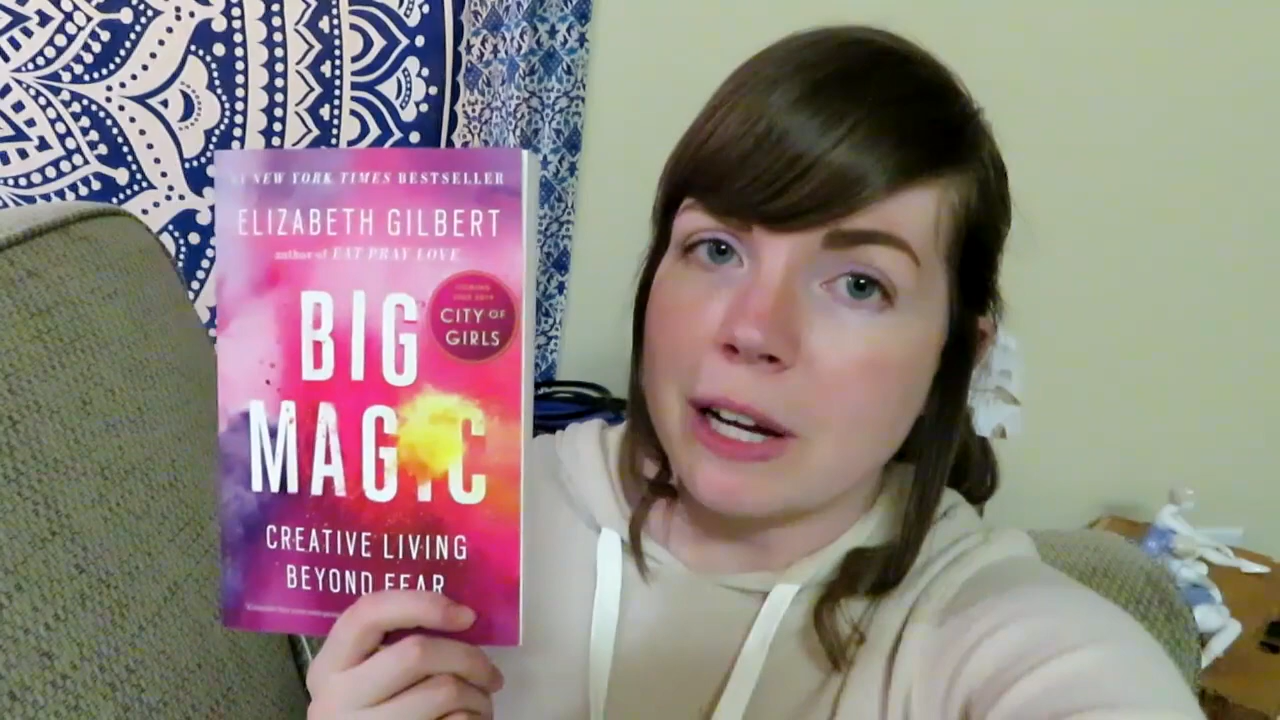 NEW YORK TIMES BESTSELLER
ELIZABETH GILBERT
author of EAT PRAY LOVE
BIG
MAGIC
CITY OF
GIRLS
CREATIVE LIVING
BEYOND FEAR